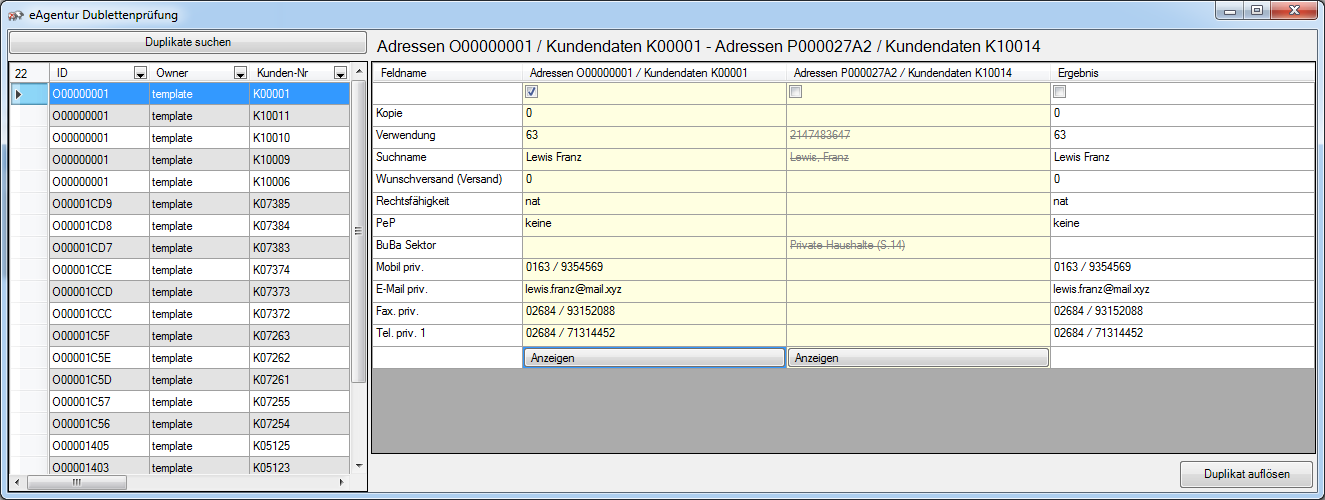 eAgentur Dublettenprüfung
Duplikate suchen
22 ID Owner Kunden-Nr
O00000001 template K00001
O00000001 template K10011
O00000001 template K10010
O00000001 template K10009
O00000001 template K10006
O00001CD9 template K07385
O00001CD8 template K07384
O00001CD7 template K07383
O00001CCE template K07374
O00001CCD template K07373
O00001CCC template K07372
O00001C5F template K07263
O00001C5E template K07262
O00001C5D template K07261
O00001C57 template K07255
O00001C56 template K07254
O00001405 template K05125
O00001403 template K05123
Adressen O00000001 / Kundendaten K00001 - Adressen P000027A2 / Kundendaten K10014
Feldname Adressen O00000001 / Kundendaten K00001 Adressen P000027A2 / Kundendaten K10014 Ergebnis
Kopie 0 0
Verwendung 63 2147483647 63
Suchname Lewis Franz Lewis, Franz Lewis Franz
Wunschversand (Versand) 0 0
Rechtsfähigkeit nat nat
PeP keine keine
BuBa Sektor Private Haushalte (S.14)
Mobil priv. 0163 / 9354569 0163 / 9354569
E-Mail priv. lewis.franz@mail.xyz lewis.franz@mail.xyz
Fax. priv. 02684 / 93152088 02684 / 93152088
Tel. priv. 1 02684 / 71314452 02684 / 71314452
Anzeigen Anzeigen
Duplikat auflösen